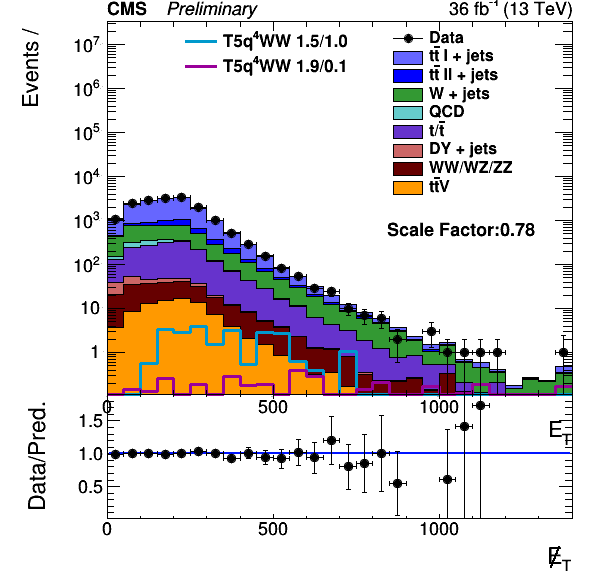 CMS Preliminary 36 fb⁻¹ (13 TeV)
Events /
10⁷
10⁶
10⁵
10⁴
10³
10²
10
1
T5q⁴WW 1.5/1.0
T5q⁴WW 1.9/0.1
Data
tt̄ l + jets
tt̄ ll + jets
W + jets
QCD
t/t̄
DY + jets
WW/WZ/ZZ
tt̄V
Scale Factor:0.78
0 500 1000
E̸_T
Data/Pred.
1.5
1.0
0.5
0 500 1000
E̸_T